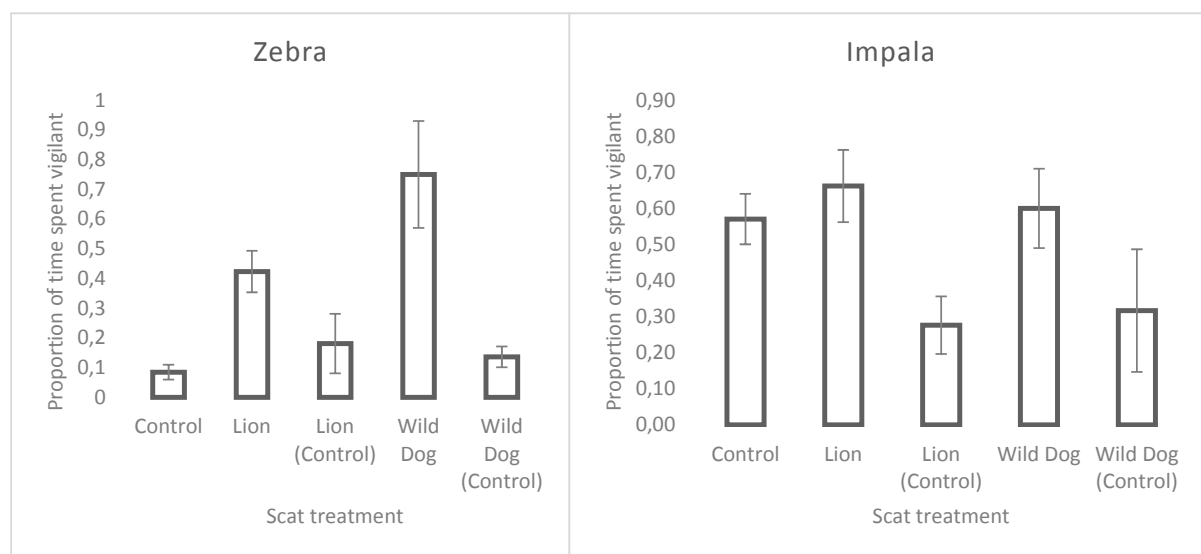 Zebra
Proportion of time spent vigilant
1
0,9
0,8
0,7
0,6
0,5
0,4
0,3
0,2
0,1
0
Control
Lion
Lion
(Control)
Wild
Dog
Wild
Dog
(Control)
Scat treatment
Impala
Proportion of time spent vigilant
0,90
0,80
0,70
0,60
0,50
0,40
0,30
0,20
0,10
0,00
Control
Lion
Lion
(Control)
Wild Dog
Wild Dog
(Control)
Scat treatment